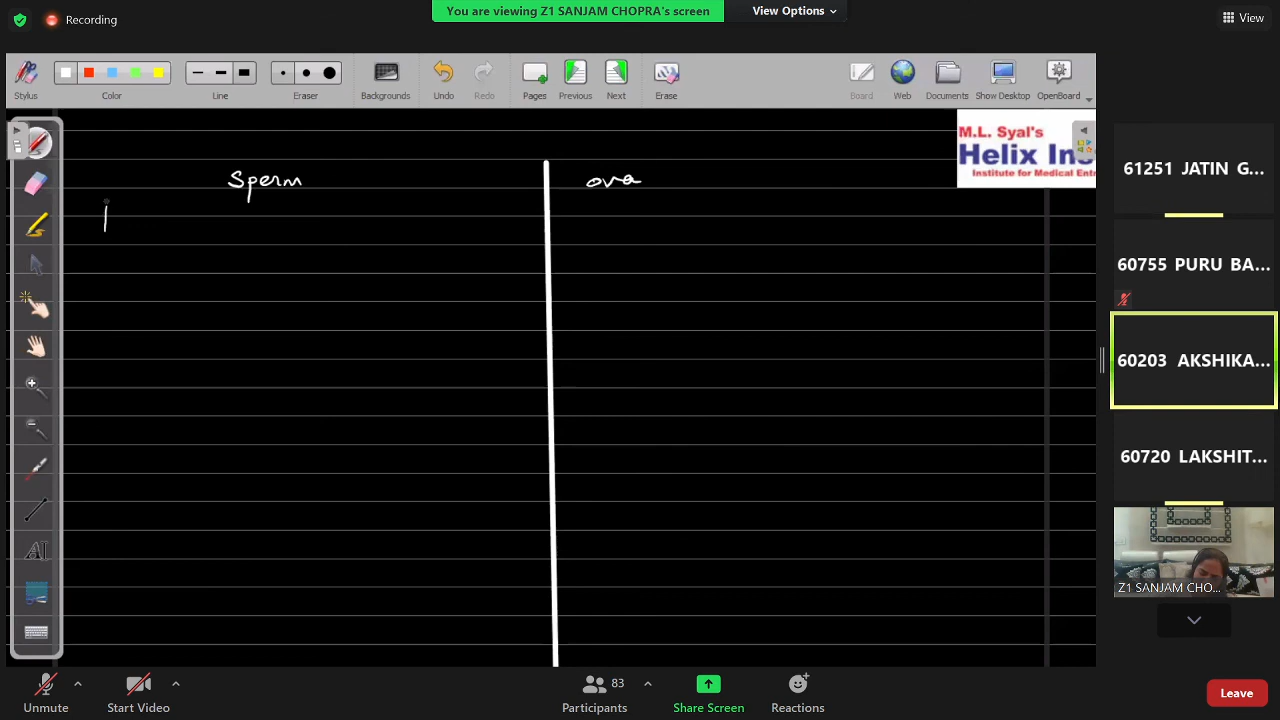 Recording
You are viewing Z1 SANJAM CHOPRA's screen
View Options
View
Stylus
Color
Line
Eraser
Backgrounds
Undo
Redo
Pages
Previous
Next
Erase
Board
Web
Documents
Show Desktop
OpenBoard
M.L. Syal's
Helix Ins
Institute for Medical Entr
Sperm
ova
61251 JATIN G...
60755 PURU BA...
60203 AKSHIKA...
60720 LAKSHIT...
Z1 SANJAM CHO...
Unmute
Start Video
83
Participants
Share Screen
Reactions
Leave